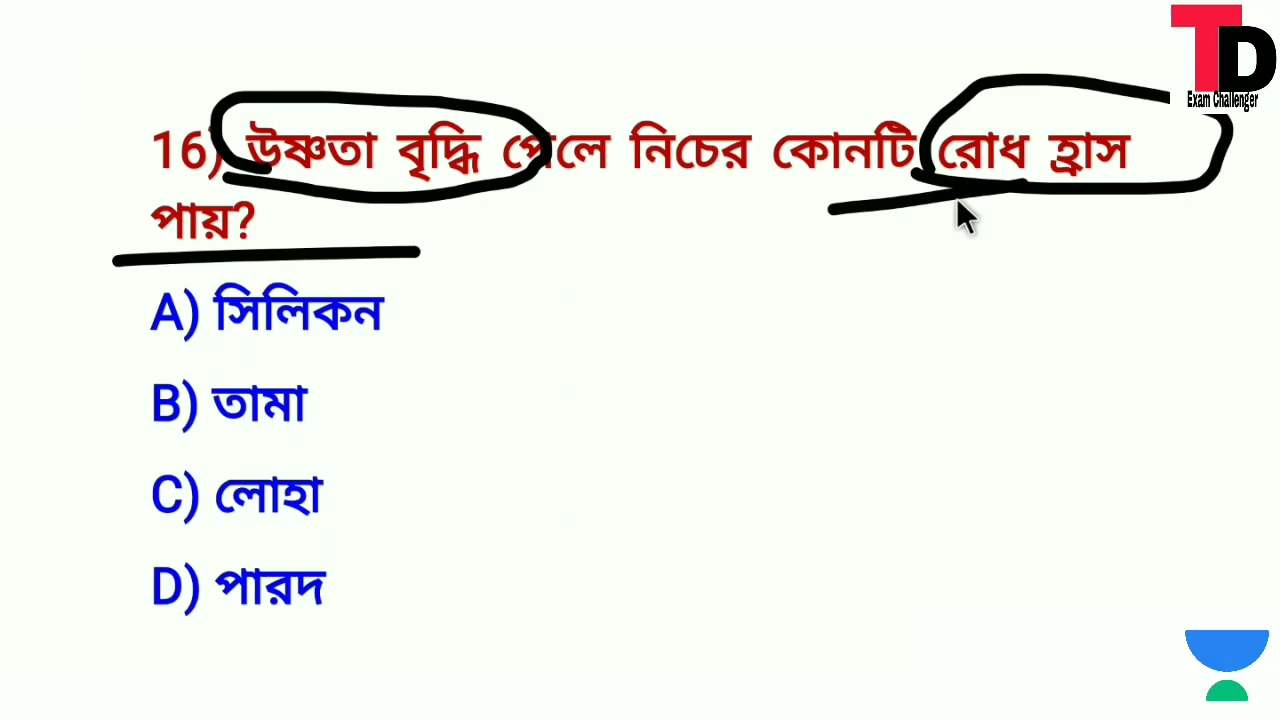 TD
Exam Challenger
16) উষ্ণতা বৃদ্ধি পেলে নিচের কোনটি রোধ হ্রাস
পায়?
A) সিলিকন
B) তামা
C) লোহা
D) পারদ